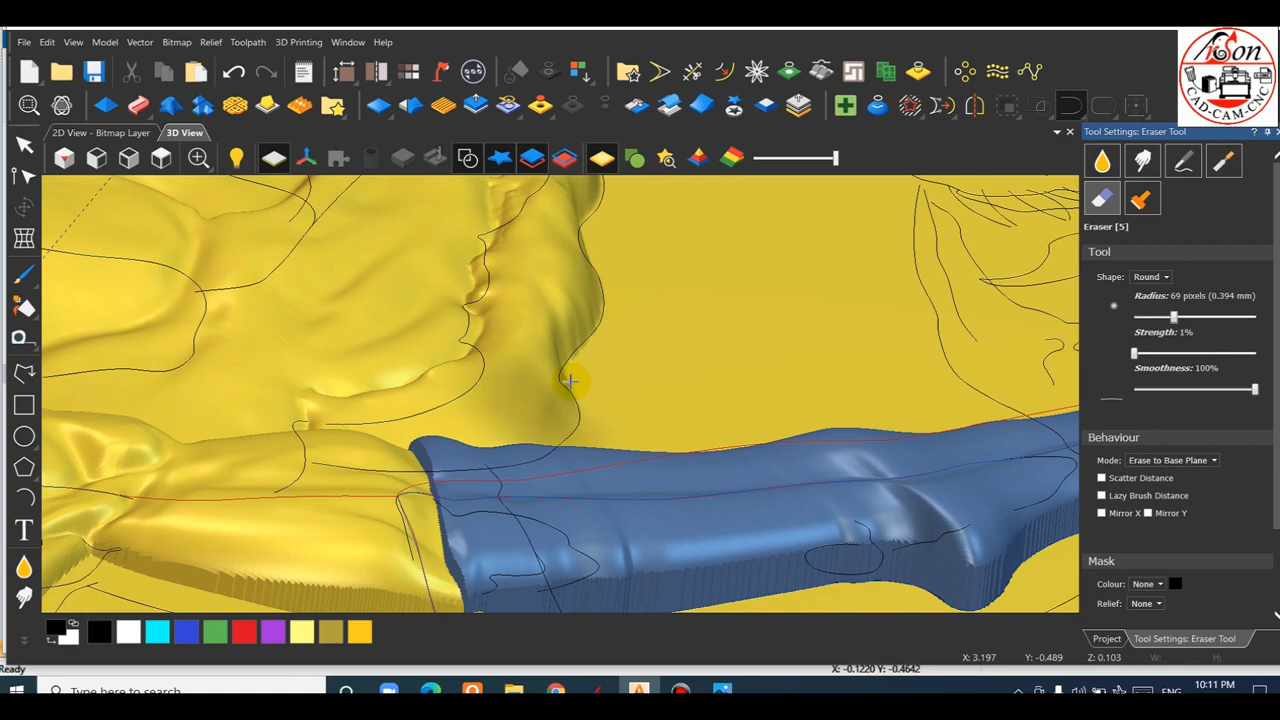 File Edit View Model Vector Bitmap Relief Toolpath 3D Printing Window Help
CAD-CAM-CNC
2D View - Bitmap Layer 3D View
Tool Settings: Eraser Tool
Eraser [5]
Tool
Shape: Round
Radius: 69 pixels (0.394 mm)
Strength: 1%
Smoothness: 100%
Behaviour
Mode: Erase to Base Plane
Scatter Distance
Lazy Brush Distance
Mirror X Mirror Y
Mask
Colour: None
Relief: None
Project Tool Settings: Eraser Tool
X: 3.197 Y: -0.489 Z: 0.103 W: H:
Ready X: -0.1220 Y: -0.4642
Type here to search
ENG 10:11 PM